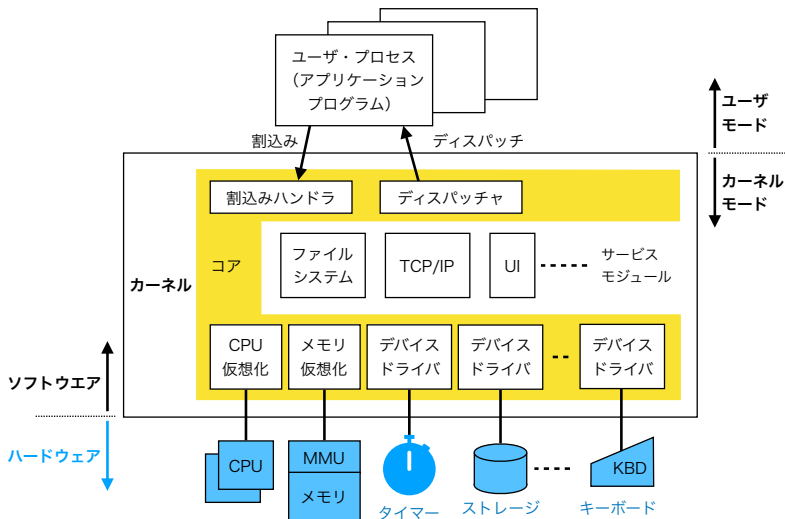 ユーザ・プロセス
（アプリケーション
プログラム）
割込み
ディスパッチ
ユーザ
モード
カーネル
モード
割込みハンドラ
ディスパッチャ
コア
ファイル
システム
TCP/IP
UI
サービス
モジュール
カーネル
CPU
仮想化
メモリ
仮想化
デバイス
ドライバ
デバイス
ドライバ
デバイス
ドライバ
ソフトウエア
ハードウェア
CPU
MMU
メモリ
タイマー
ストレージ
KBD
キーボード